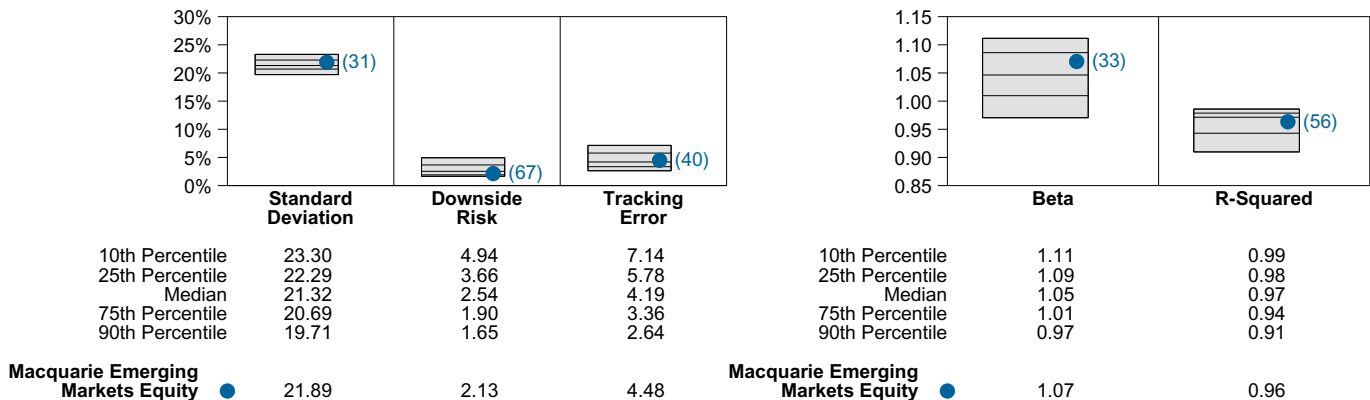 30%
25%
20%
15%
10%
5%
0%
(31)
(67)
(40)
Standard
Deviation
Downside
Risk
Tracking
Error
10th Percentile 23.30 4.94 7.14
25th Percentile 22.29 3.66 5.78
Median 21.32 2.54 4.19
75th Percentile 20.69 1.90 3.36
90th Percentile 19.71 1.65 2.64
Macquarie Emerging
Markets Equity 21.89 2.13 4.48
1.15
1.10
1.05
1.00
0.95
0.90
0.85
(33)
(56)
Beta R-Squared
10th Percentile 1.11 0.99
25th Percentile 1.09 0.98
Median 1.05 0.97
75th Percentile 1.01 0.94
90th Percentile 0.97 0.91
Macquarie Emerging
Markets Equity 1.07 0.96